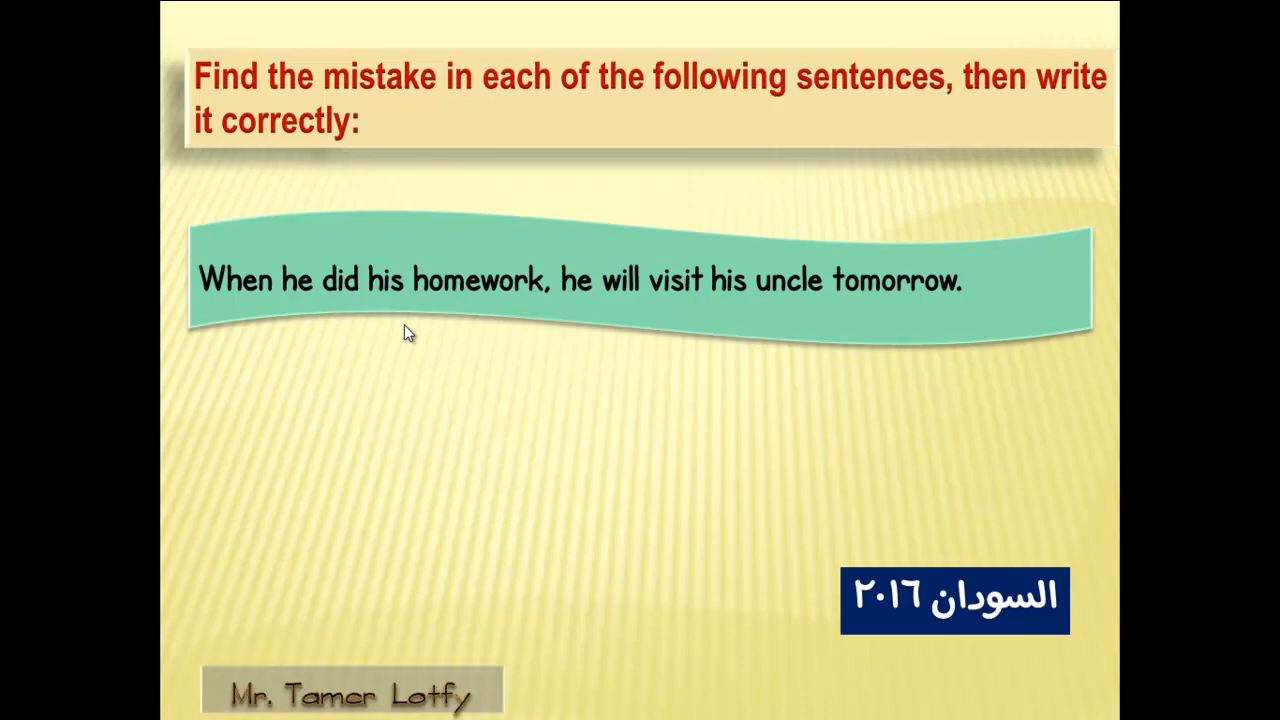 Find the mistake in each of the following sentences, then write
it correctly:
When he did his homework, he will visit his uncle tomorrow.
السودان ٢٠١٦
Mr. Tamer Lotfy